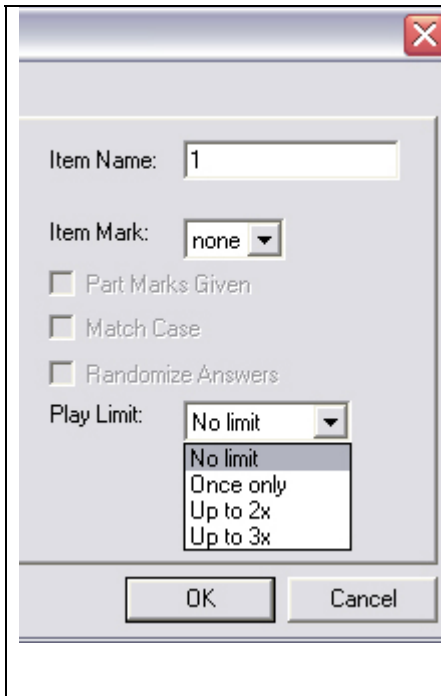 Item Name: 1
Item Mark: none
Part Marks Given
Match Case
Randomize Answers
Play Limit: No limit
No limit
Once only
Up to 2x
Up to 3x
OK Cancel